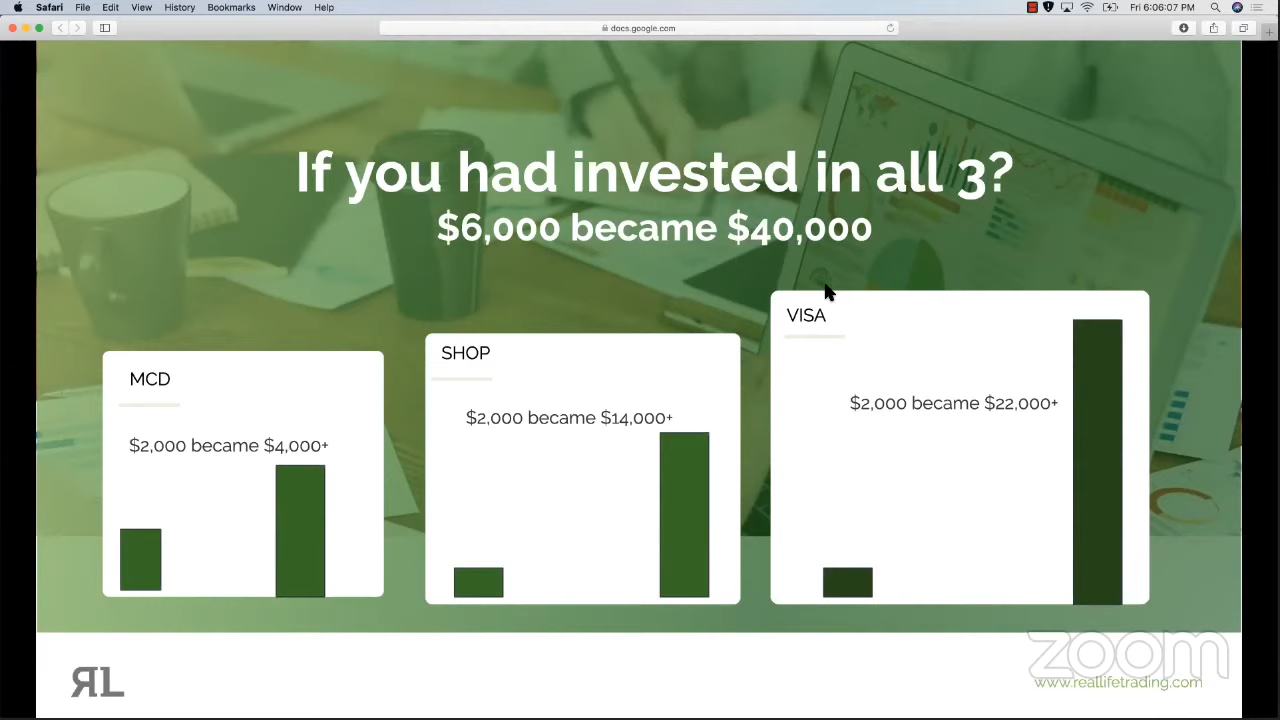 Safari File Edit View History Bookmarks Window Help Fri 6:06:07 PM
docs.google.com
If you had invested in all 3?
$6,000 became $40,000
MCD
$2,000 became $4,000+
SHOP
$2,000 became $14,000+
VISA
$2,000 became $22,000+
RL
zoom
www.reallifetrading.com